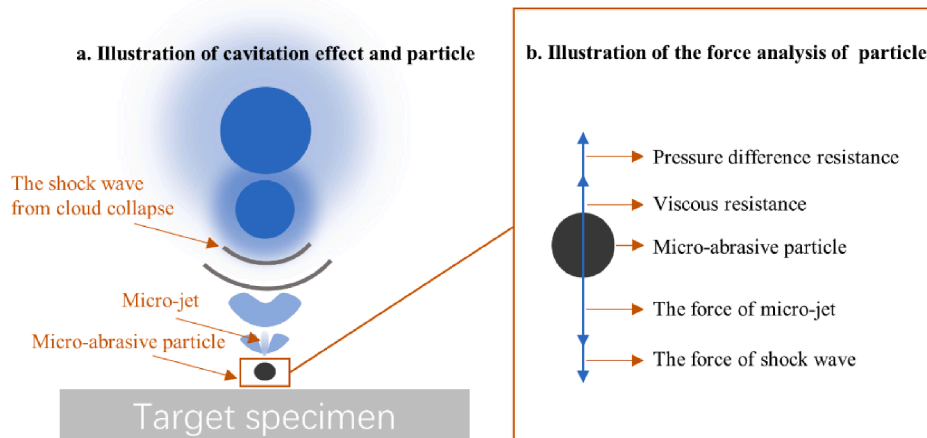 a. Illustration of cavitation effect and particle
The shock wave
from cloud collapse
Micro-jet
Micro-abrasive particle
Target specimen
b. Illustration of the force analysis of particle
Pressure difference resistance
Viscous resistance
Micro-abrasive particle
The force of micro-jet
The force of shock wave